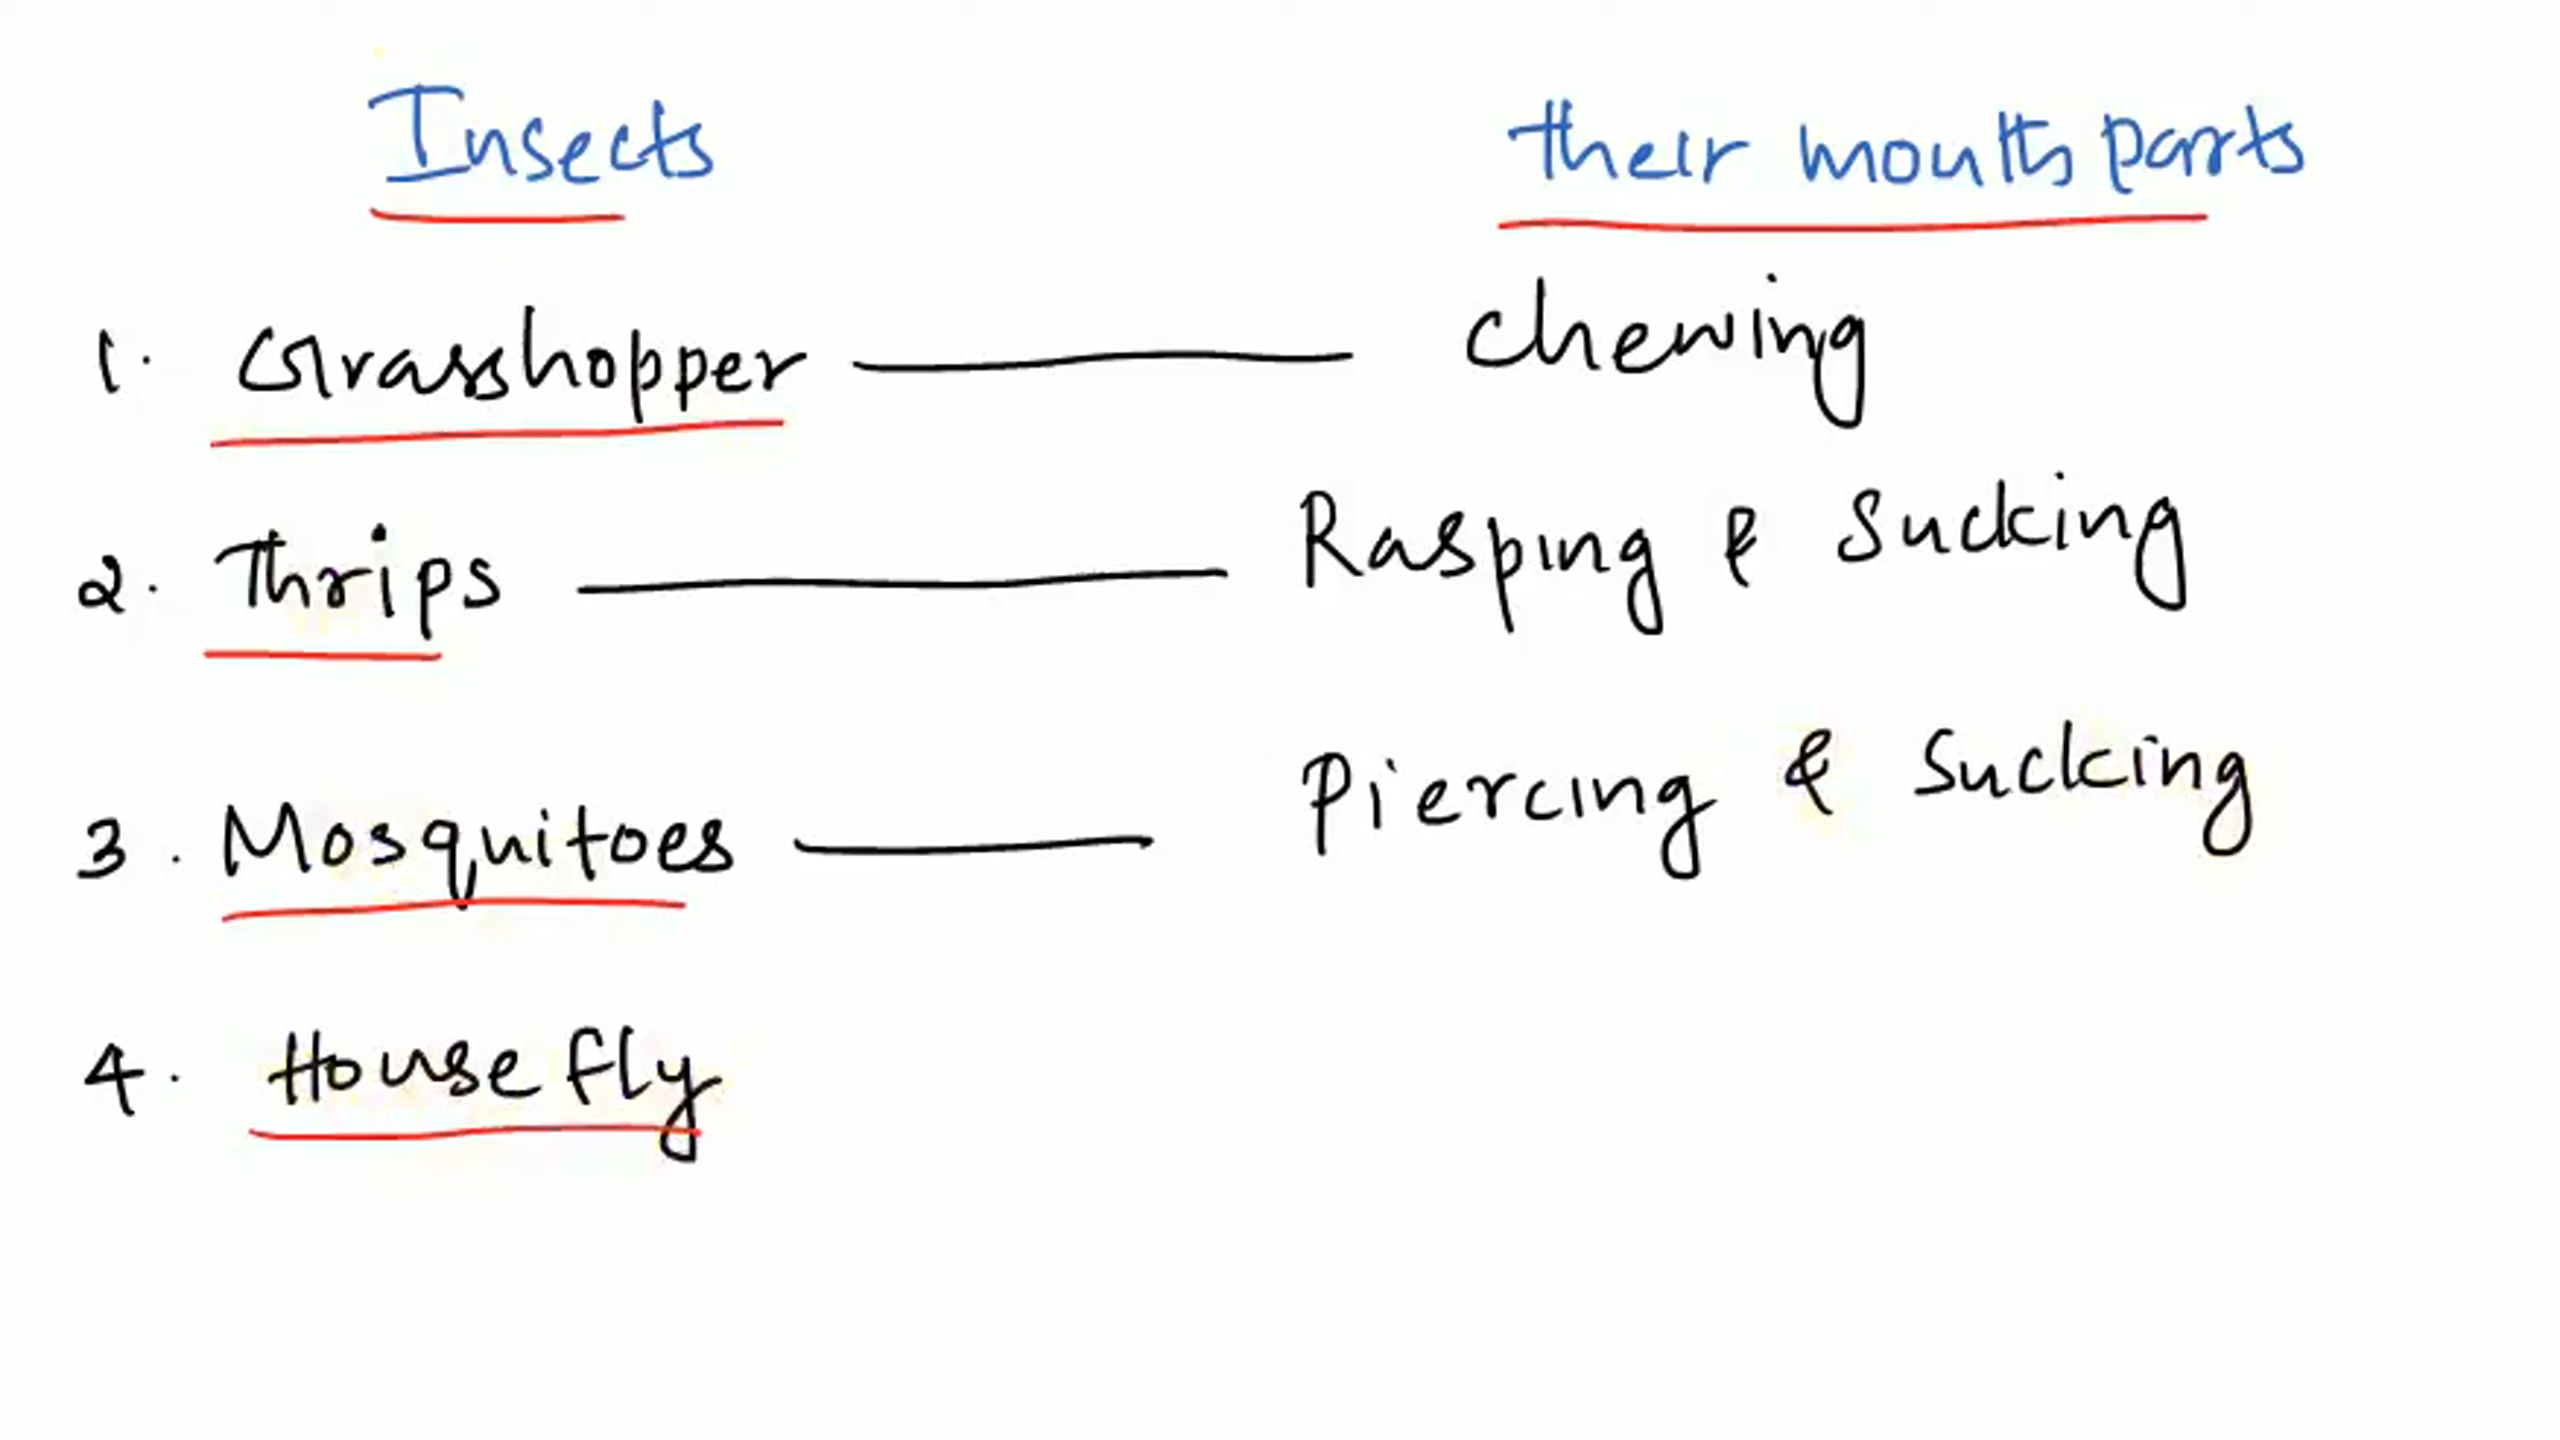 Insects their mouth parts
1. Grasshopper — chewing
2. Thrips — Rasping & Sucking
3. Mosquitoes — Piercing & Sucking
4. House fly